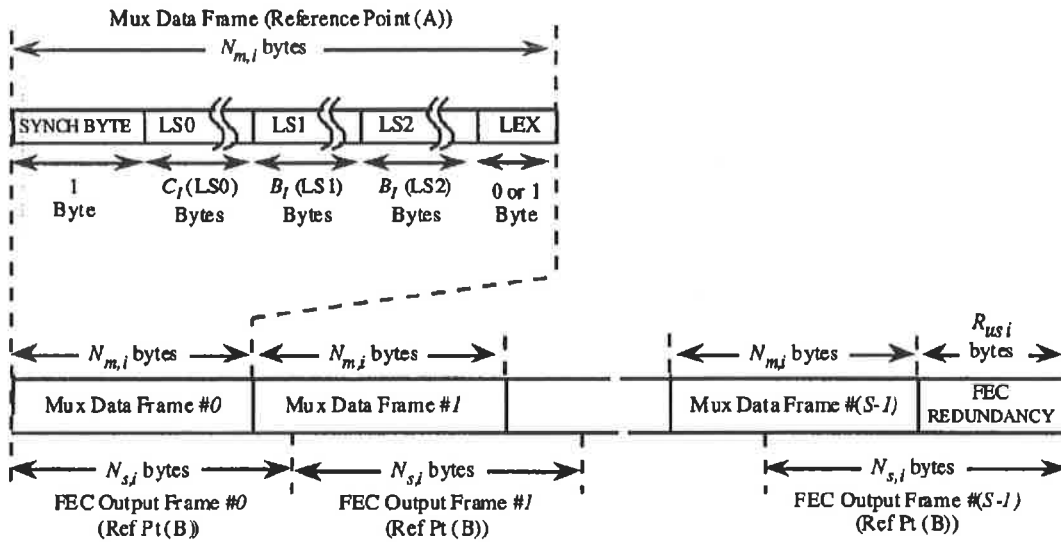 Mux Data Frame (Reference Point (A))
N_{m,i} bytes
SYNCH BYTE LS0 LS1 LS2 LEX
1 Byte
C_I (LS0) Bytes
B_I (LS1) Bytes
B_I (LS2) Bytes
0 or 1 Byte
N_{m,i} bytes
N_{m,i} bytes
N_{m,i} bytes
R_{us i} bytes
Mux Data Frame #0
Mux Data Frame #1
Mux Data Frame #(S-1)
FEC REDUNDANCY
N_{s,i} bytes
N_{s,i} bytes
N_{s,i} bytes
FEC Output Frame #0
(Ref Pt (B))
FEC Output Frame #1
(Ref Pt (B))
FEC Output Frame #(S-1)
(Ref Pt (B))